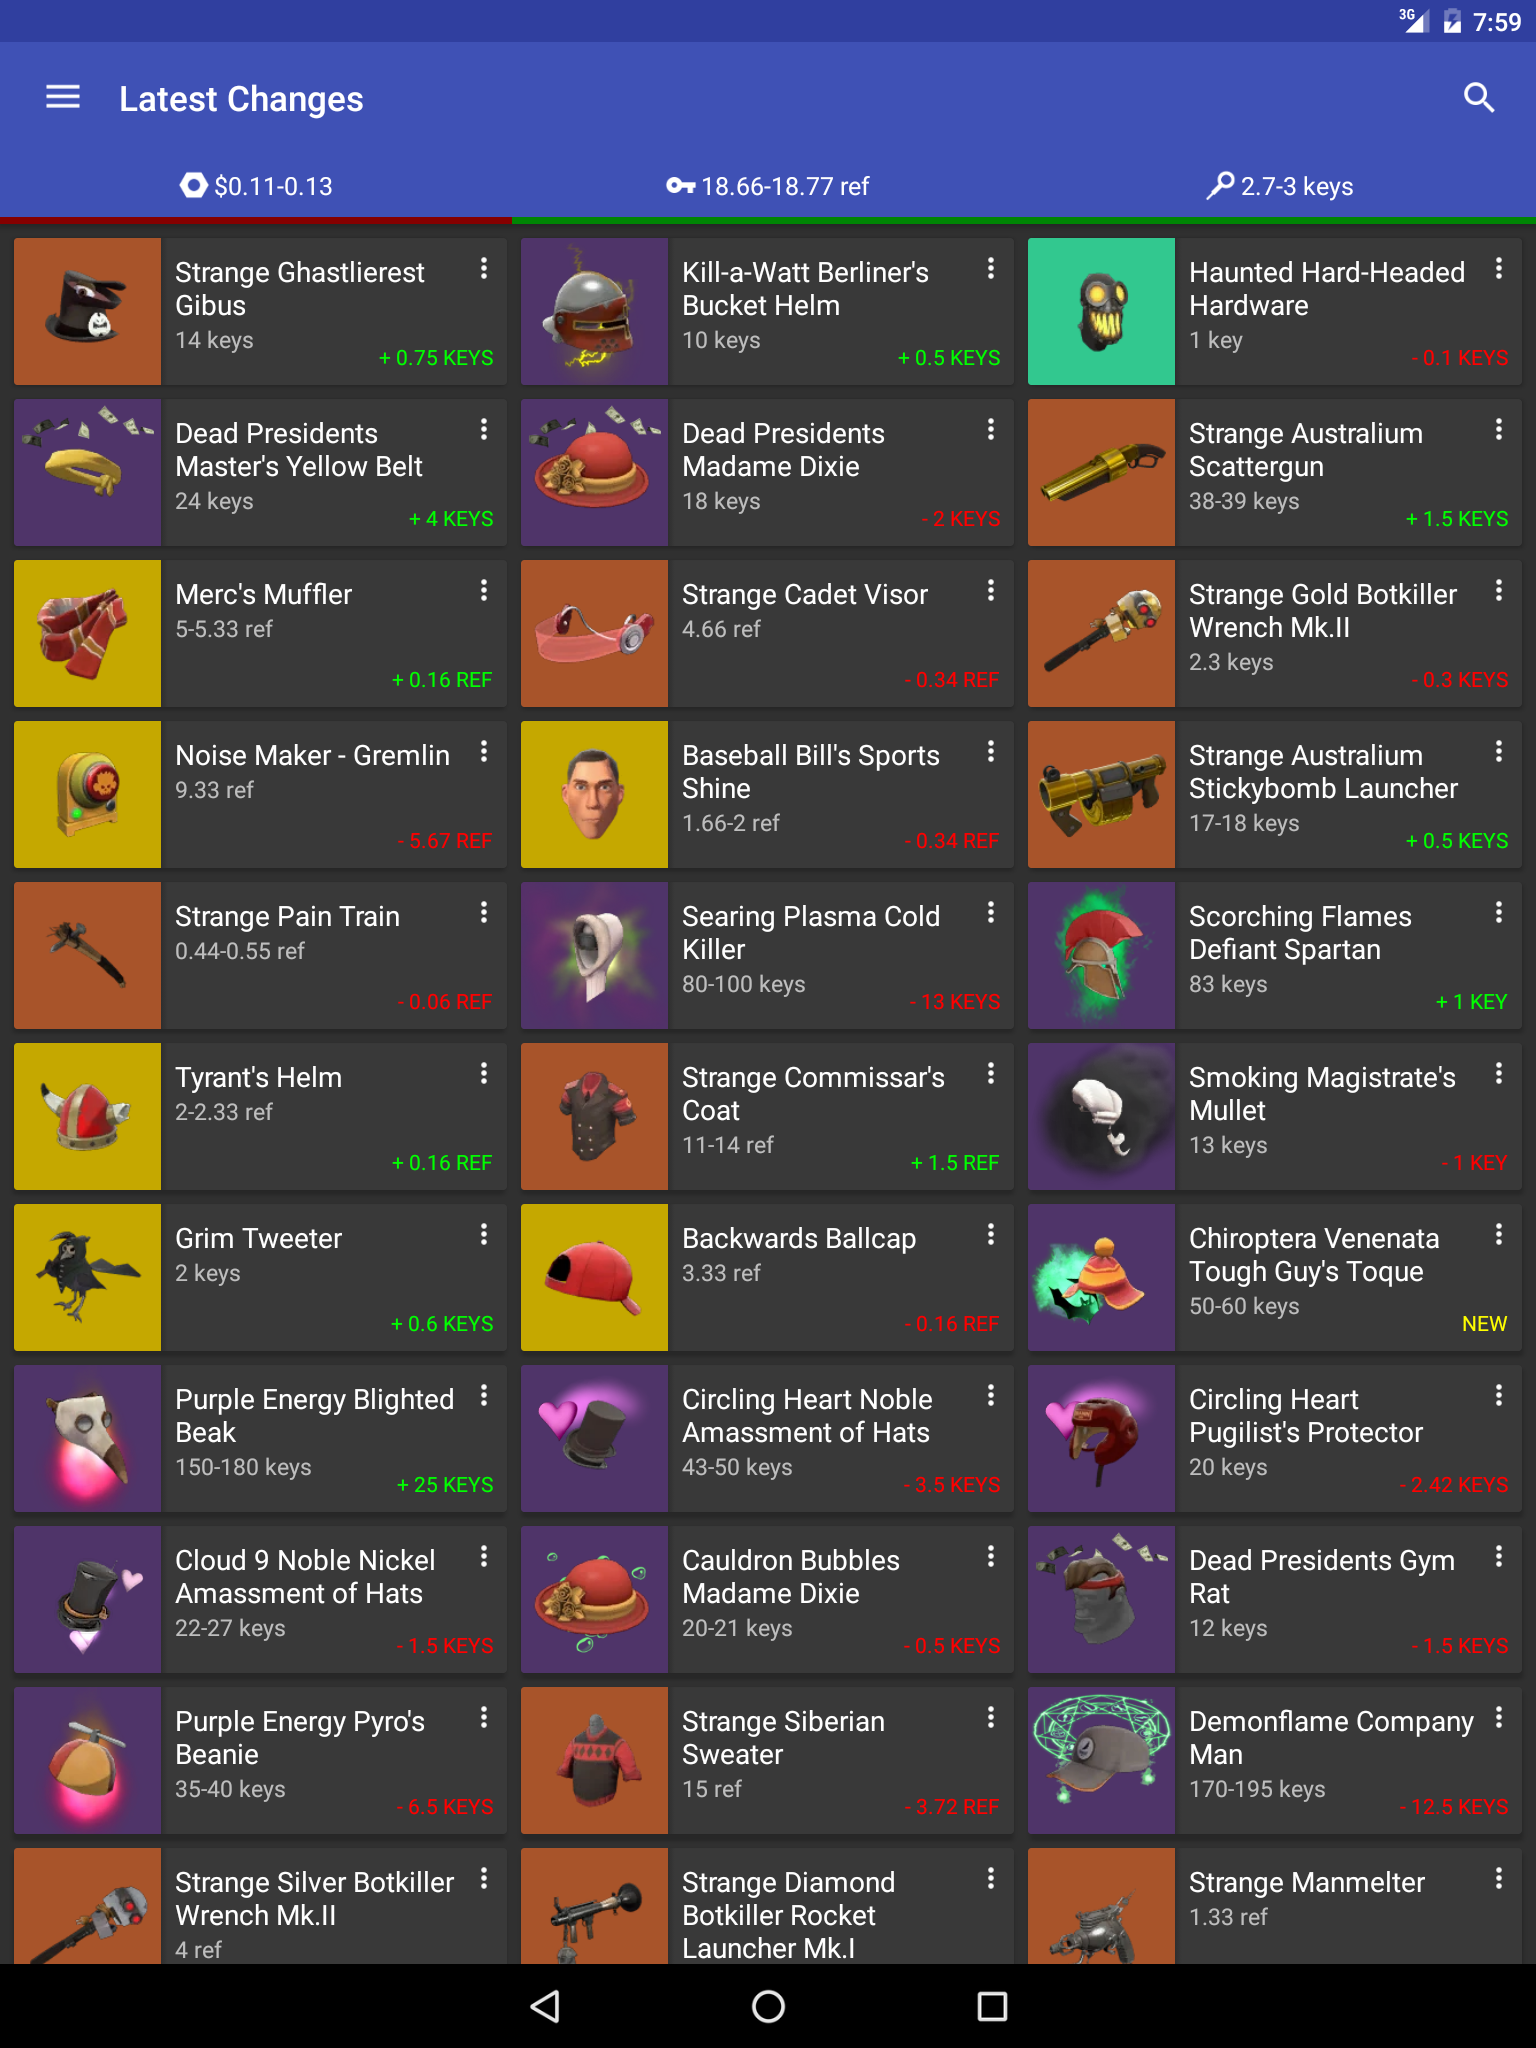 3G 7:59
Latest Changes
$0.11-0.13
18.66-18.77 ref
2.7-3 keys
Strange Ghastlierest
Gibus
14 keys
+ 0.75 KEYS
Kill-a-Watt Berliner's
Bucket Helm
10 keys
+ 0.5 KEYS
Haunted Hard-Headed
Hardware
1 key
- 0.1 KEYS
Dead Presidents
Master's Yellow Belt
24 keys
+ 4 KEYS
Dead Presidents
Madame Dixie
18 keys
- 2 KEYS
Strange Australium
Scattergun
38-39 keys
+ 1.5 KEYS
Merc's Muffler
5-5.33 ref
+ 0.16 REF
Strange Cadet Visor
4.66 ref
- 0.34 REF
Strange Gold Botkiller
Wrench Mk.II
2.3 keys
- 0.3 KEYS
Noise Maker - Gremlin
9.33 ref
- 5.67 REF
Baseball Bill's Sports
Shine
1.66-2 ref
- 0.34 REF
Strange Australium
Stickybomb Launcher
17-18 keys
+ 0.5 KEYS
Strange Pain Train
0.44-0.55 ref
- 0.06 REF
Searing Plasma Cold
Killer
80-100 keys
- 13 KEYS
Scorching Flames
Defiant Spartan
83 keys
+ 1 KEY
Tyrant's Helm
2-2.33 ref
+ 0.16 REF
Strange Commissar's
Coat
11-14 ref
+ 1.5 REF
Smoking Magistrate's
Mullet
13 keys
- 1 KEY
Grim Tweeter
2 keys
+ 0.6 KEYS
Backwards Ballcap
3.33 ref
- 0.16 REF
Chiroptera Venenata
Tough Guy's Toque
50-60 keys
NEW
Purple Energy Blighted
Beak
150-180 keys
+ 25 KEYS
Circling Heart Noble
Amassment of Hats
43-50 keys
- 3.5 KEYS
Circling Heart
Pugilist's Protector
20 keys
- 2.42 KEYS
Cloud 9 Noble Nickel
Amassment of Hats
22-27 keys
- 1.5 KEYS
Cauldron Bubbles
Madame Dixie
20-21 keys
- 0.5 KEYS
Dead Presidents Gym
Rat
12 keys
- 1.5 KEYS
Purple Energy Pyro's
Beanie
35-40 keys
- 6.5 KEYS
Strange Siberian
Sweater
15 ref
- 3.72 REF
Demonflame Company
Man
170-195 keys
- 12.5 KEYS
Strange Silver Botkiller
Wrench Mk.II
4 ref
Strange Diamond
Botkiller Rocket
Launcher Mk.I
Strange Manmelter
1.33 ref